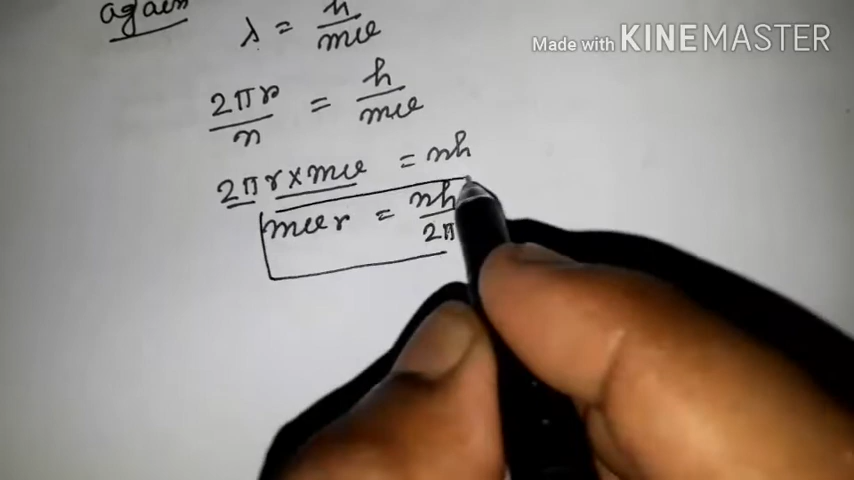 again
λ = h/mv
Made with KINEMASTER
2πr/n = h/mv
2πr×mv = nh
mvr = nh/2π